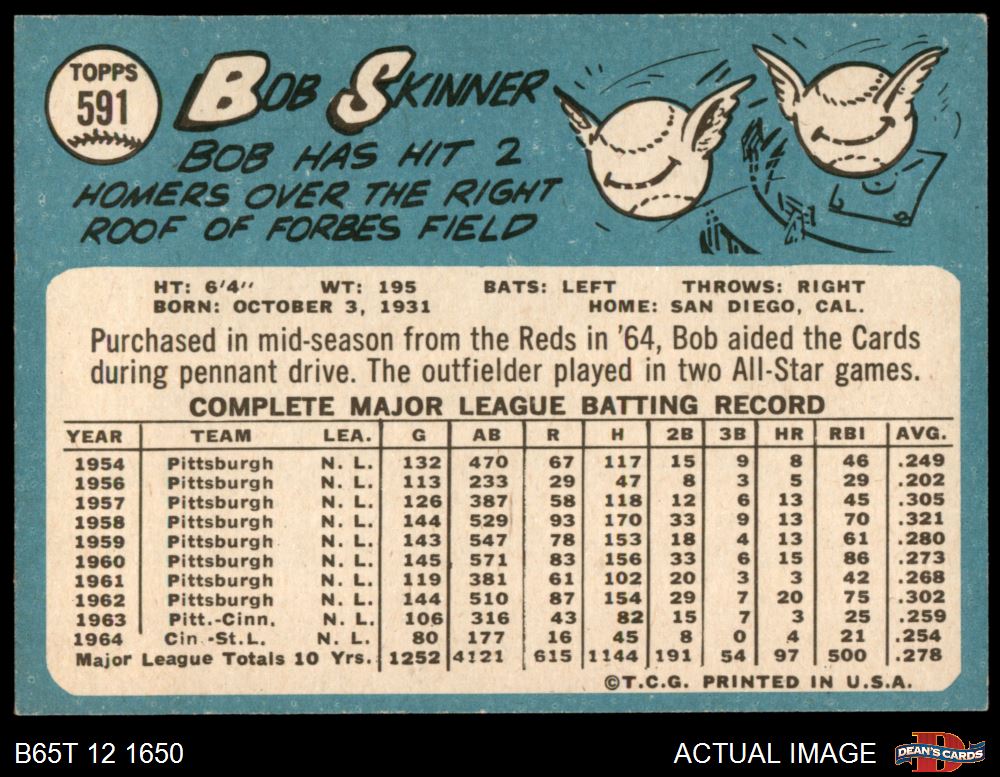 TOPPS
591
BOB SKINNER
BOB HAS HIT 2
HOMERS OVER THE RIGHT
ROOF OF FORBES FIELD
HT: 6'4" WT: 195 BATS: LEFT THROWS: RIGHT
BORN: OCTOBER 3, 1931 HOME: SAN DIEGO, CAL.
Purchased in mid-season from the Reds in '64, Bob aided the Cards
during pennant drive. The outfielder played in two All-Star games.
COMPLETE MAJOR LEAGUE BATTING RECORD
YEAR TEAM LEA. G AB R H 2B 3B HR RBI AVG.
1954 Pittsburgh N. L. 132 470 67 117 15 9 8 46 .249
1956 Pittsburgh N. L. 113 233 29 47 8 3 5 29 .202
1957 Pittsburgh N. L. 126 387 58 118 12 6 13 45 .305
1958 Pittsburgh N. L. 144 529 93 170 33 9 13 70 .321
1959 Pittsburgh N. L. 143 547 78 153 18 4 13 61 .280
1960 Pittsburgh N. L. 145 571 83 156 33 6 15 86 .273
1961 Pittsburgh N. L. 119 381 61 102 20 3 3 42 .268
1962 Pittsburgh N. L. 144 510 87 154 29 7 20 75 .302
1963 Pitt.-Cinn. N. L. 106 316 43 82 15 7 3 25 .259
1964 Cin.-St.L. N. L. 80 177 16 45 8 0 4 21 .254
Major League Totals 10 Yrs. 1252 4121 615 1144 191 54 97 500 .278
©T.C.G. PRINTED IN U.S.A.
B65T 12 1650
ACTUAL IMAGE
D
DEAN'S CARDS